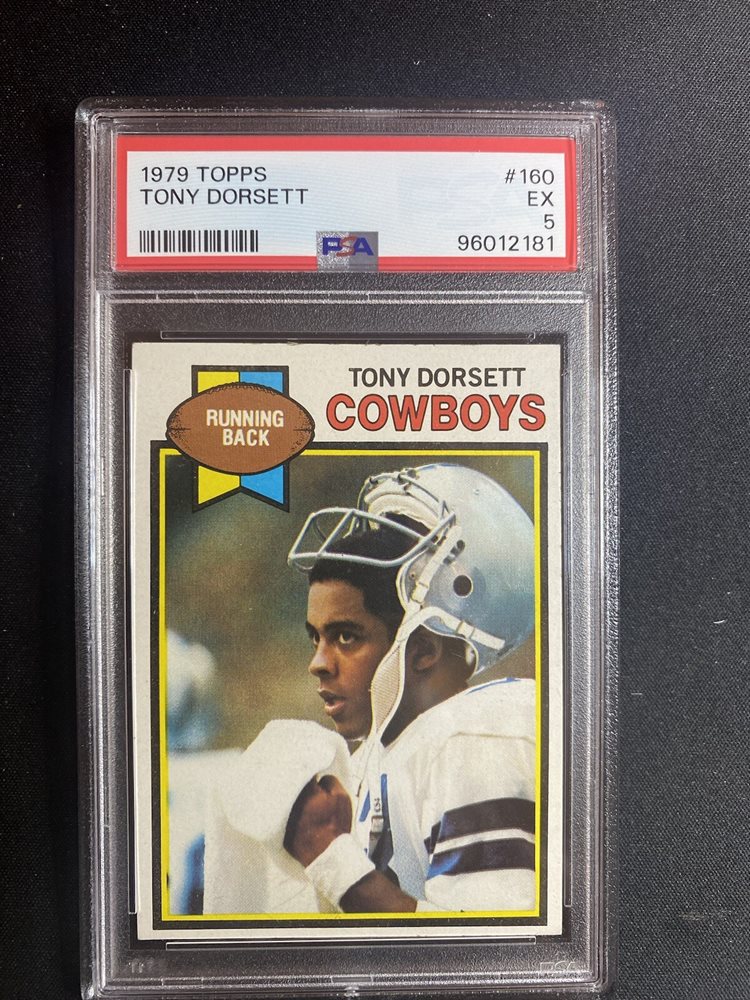 1979 TOPPS #160
TONY DORSETT EX
5
PSA 96012181
TONY DORSETT
COWBOYS
RUNNING
BACK